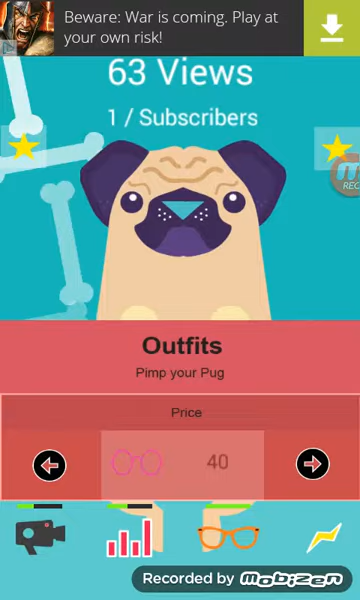 Beware: War is coming. Play at
your own risk!
63 Views
1 / Subscribers
REC
Outfits
Pimp your Pug
Price
40
Recorded by Mobizen